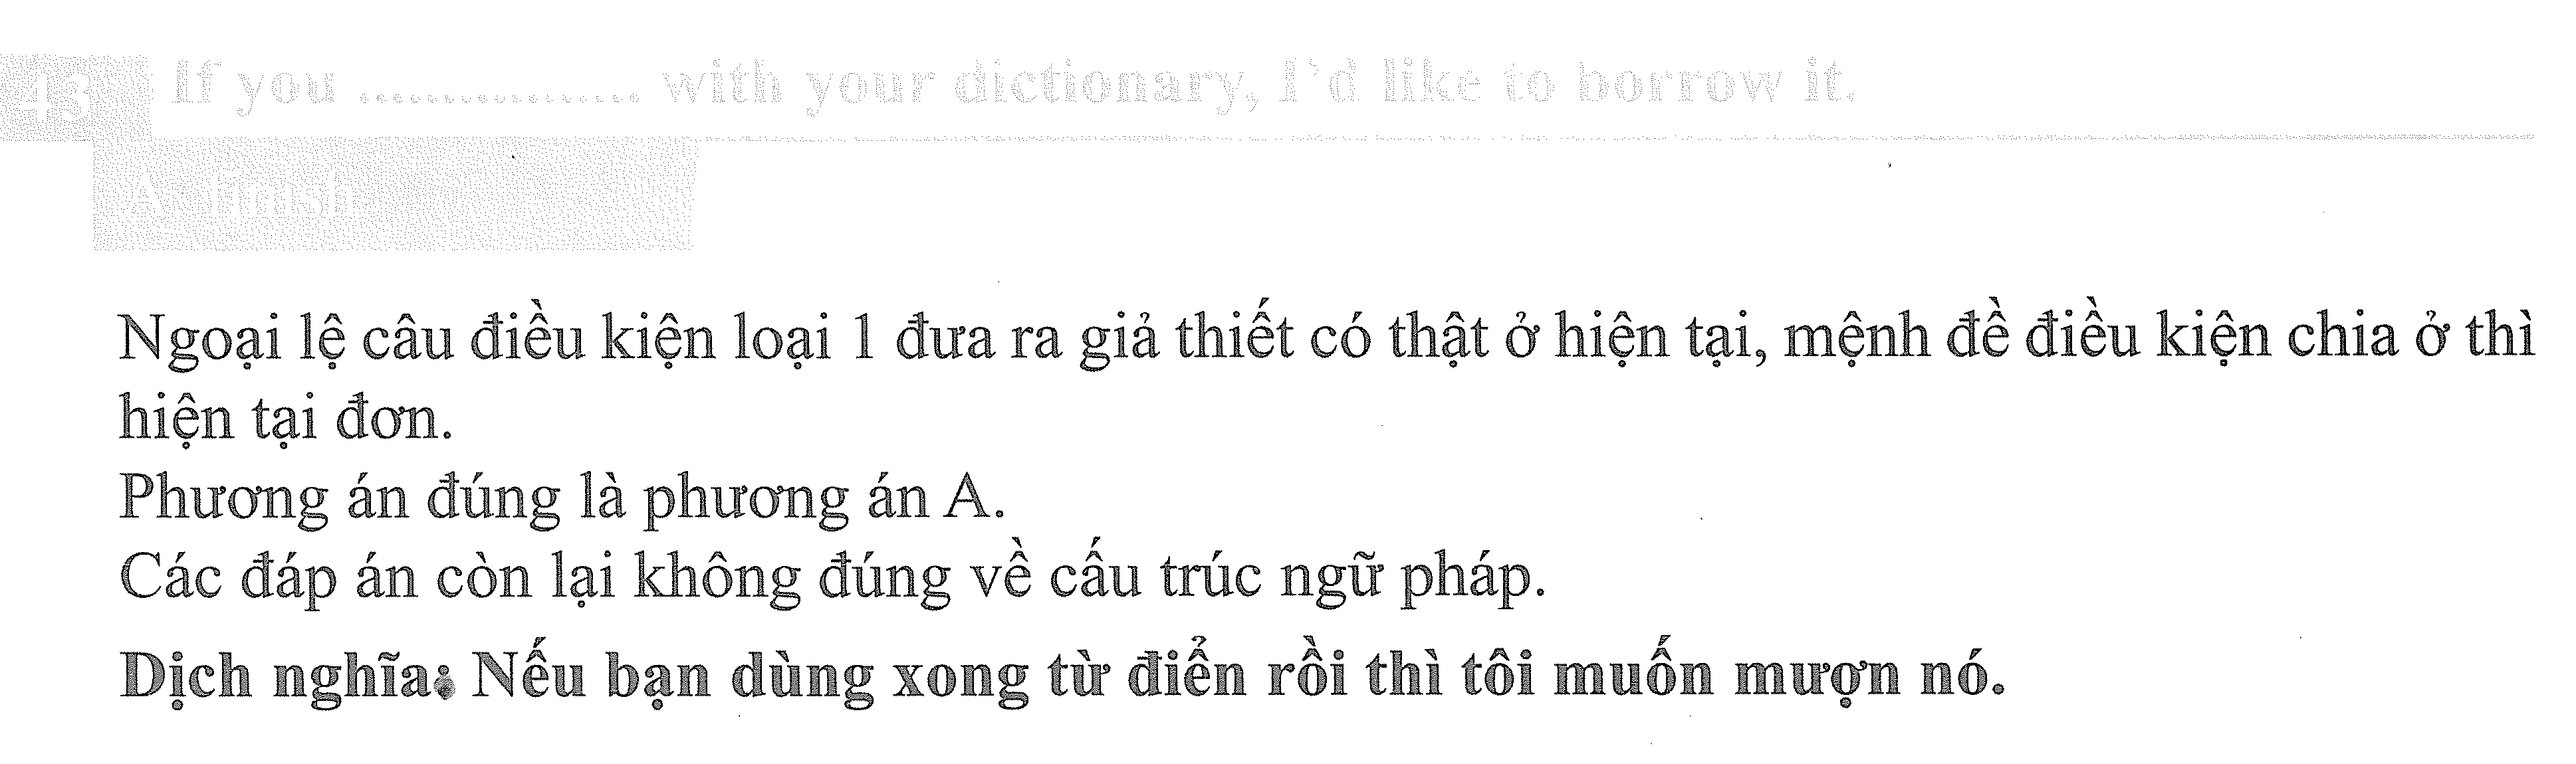 43 If you .................. with your dictionary, I'd like to borrow it.
A. finish
Ngoại lệ câu điều kiện loại 1 đưa ra giả thiết có thật ở hiện tại, mệnh đề điều kiện chia ở thì
hiện tại đơn.
Phương án đúng là phương án A.
Các đáp án còn lại không đúng về cấu trúc ngữ pháp.
Dịch nghĩa: Nếu bạn dùng xong từ điển rồi thì tôi muốn mượn nó.